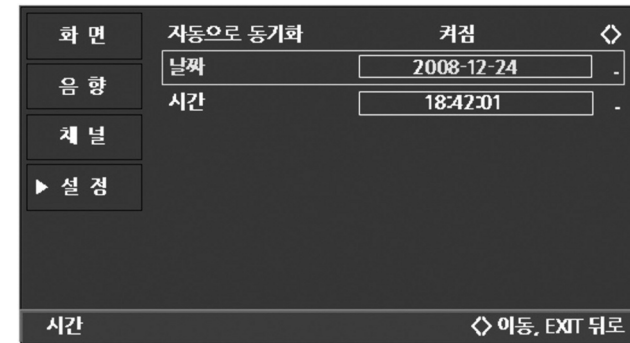 화 면
음 향
채 널
▶ 설 정
자동으로 동기화 켜짐 <>
날짜 2008-12-24 .
시간 18:42:01 .
시간 <> 이동, EXIT 뒤로